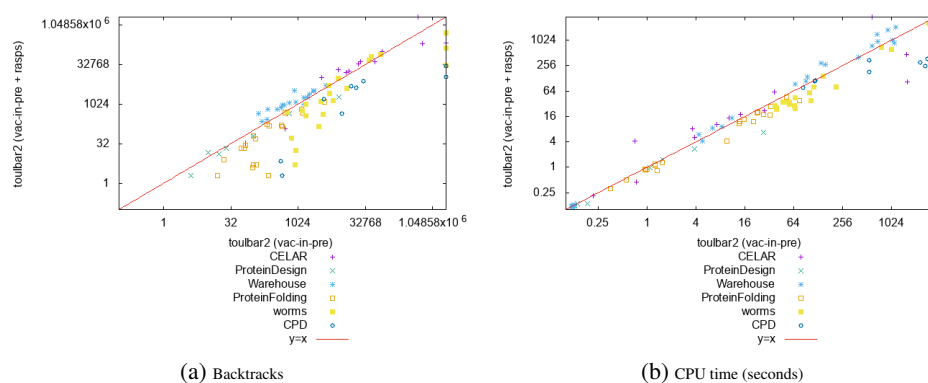 toulbar2 (vac-in-pre + rasps)
1.04858x10^6
32768
1024
32
1
1 32 1024 32768 1.04858x10^6
toulbar2 (vac-in-pre)
CELAR
ProteinDesign
Warehouse
ProteinFolding
worms
CPD
y=x
(a) Backtracks
toulbar2 (vac-in-pre + rasps)
1024
256
64
16
4
1
0.25
0.25 1 4 16 64 256 1024
toulbar2 (vac-in-pre)
CELAR
ProteinDesign
Warehouse
ProteinFolding
worms
CPD
y=x
(b) CPU time (seconds)